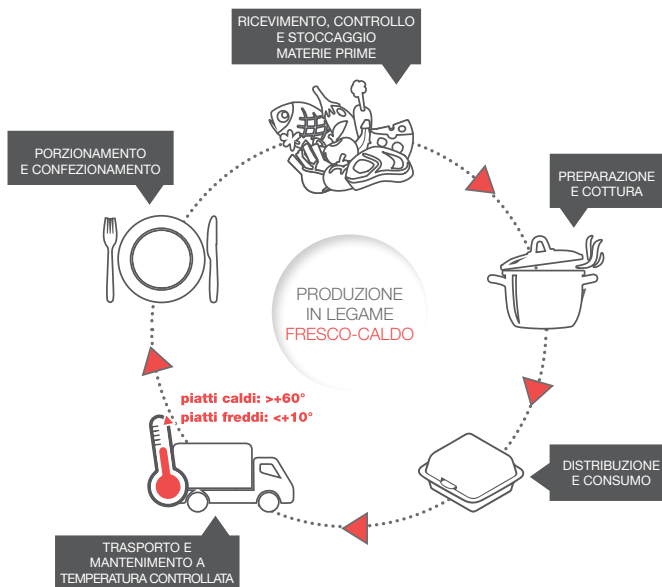 RICEVIMENTO, CONTROLLO
E STOCCAGGIO
MATERIE PRIME
PORZIONAMENTO
E CONFEZIONAMENTO
PREPARAZIONE
E COTTURA
PRODUZIONE
IN LEGAME
FRESCO-CALDO
piatti caldi: >+60°
piatti freddi: <+10°
DISTRIBUZIONE
E CONSUMO
TRASPORTO E
MANTENIMENTO A
TEMPERATURA CONTROLLATA